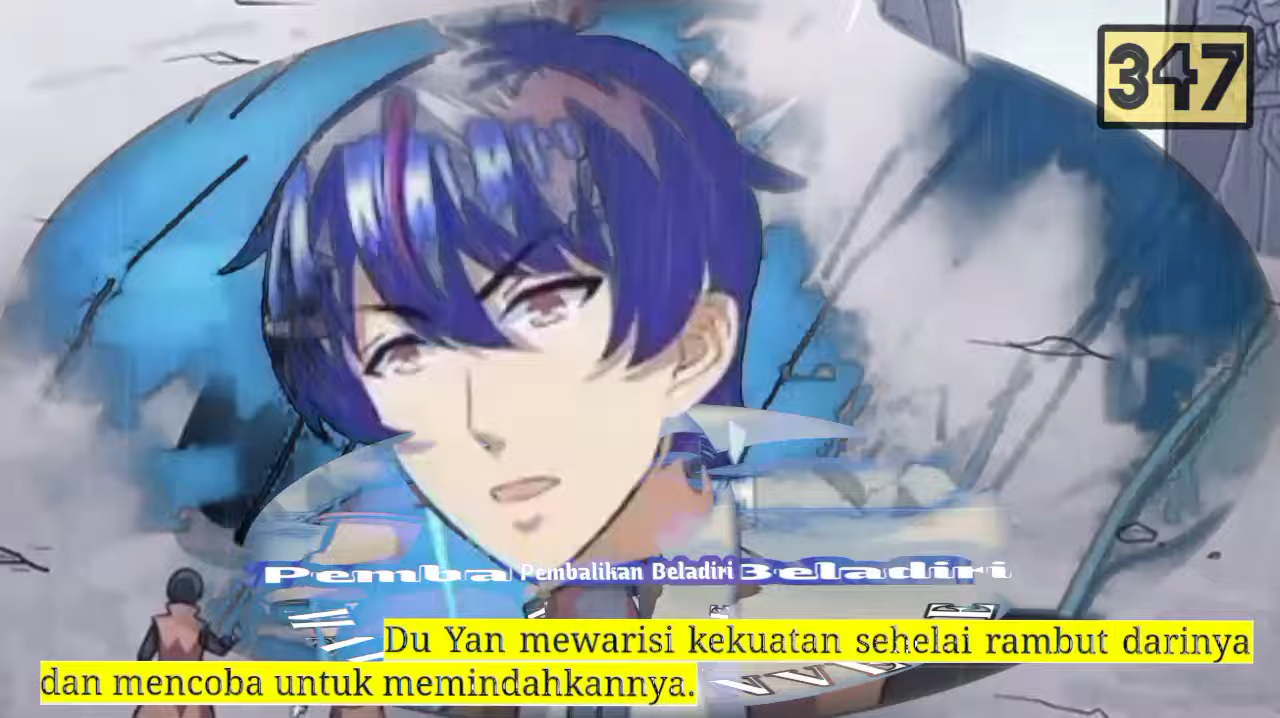 347
Pembalikan Beladiri
Du Yan mewarisi kekuatan sehelai rambut darinya
dan mencoba untuk memindahkannya.